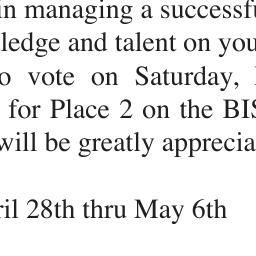 in managing a successfu
ledge and talent on you
o vote on Saturday,
for Place 2 on the BIS
will be greatly apprecia
ril 28th thru May 6th